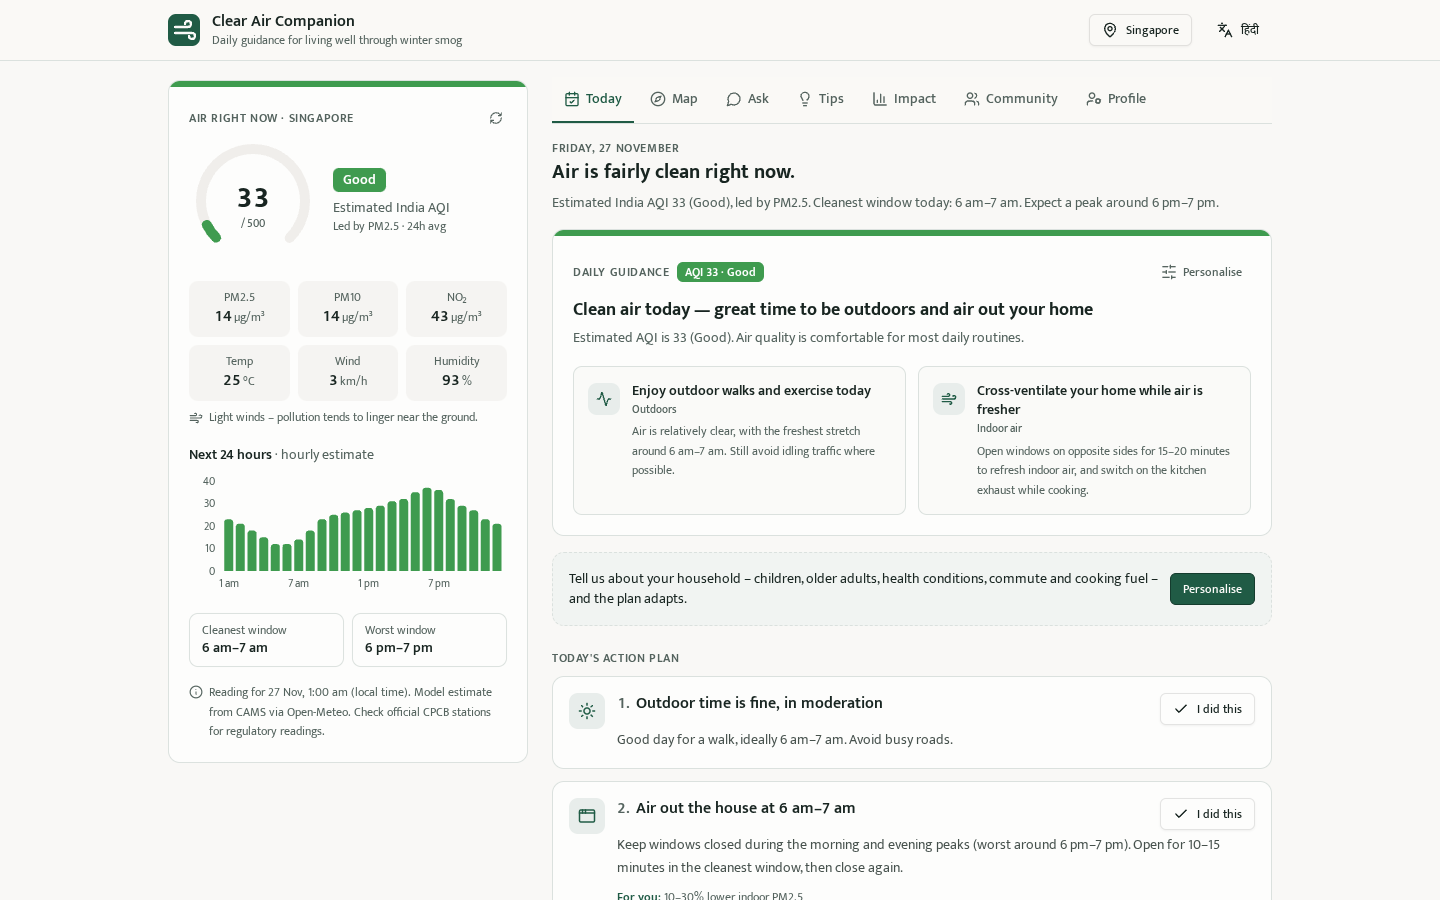 Clear Air Companion
Daily guidance for living well through winter smog
Singapore
हिंदी
AIR RIGHT NOW · SINGAPORE
33
/ 500
Good
Estimated India AQI
Led by PM2.5 · 24h avg
PM2.5
14 µg/m³
PM10
14 µg/m³
NO₂
43 µg/m³
Temp
25 °C
Wind
3 km/h
Humidity
93 %
Light winds – pollution tends to linger near the ground.
Next 24 hours · hourly estimate
40
30
20
10
0
1 am
7 am
1 pm
7 pm
Cleanest window
6 am–7 am
Worst window
6 pm–7 pm
Reading for 27 Nov, 1:00 am (local time). Model estimate
from CAMS via Open-Meteo. Check official CPCB stations
for regulatory readings.
Today
Map
Ask
Tips
Impact
Community
Profile
FRIDAY, 27 NOVEMBER
Air is fairly clean right now.
Estimated India AQI 33 (Good), led by PM2.5. Cleanest window today: 6 am–7 am. Expect a peak around 6 pm–7 pm.
DAILY GUIDANCE
AQI 33 · Good
Personalise
Clean air today — great time to be outdoors and air out your home
Estimated AQI is 33 (Good). Air quality is comfortable for most daily routines.
Enjoy outdoor walks and exercise today
Outdoors
Air is relatively clear, with the freshest stretch
around 6 am–7 am. Still avoid idling traffic where
possible.
Cross-ventilate your home while air is
fresher
Indoor air
Open windows on opposite sides for 15–20 minutes
to refresh indoor air, and switch on the kitchen
exhaust while cooking.
Tell us about your household – children, older adults, health conditions, commute and cooking fuel –
and the plan adapts.
Personalise
TODAY'S ACTION PLAN
1. Outdoor time is fine, in moderation
I did this
Good day for a walk, ideally 6 am–7 am. Avoid busy roads.
2. Air out the house at 6 am–7 am
I did this
Keep windows closed during the morning and evening peaks (worst around 6 pm–7 pm). Open for 10–15
minutes in the cleanest window, then close again.
For you: 10–30% lower indoor PM2.5